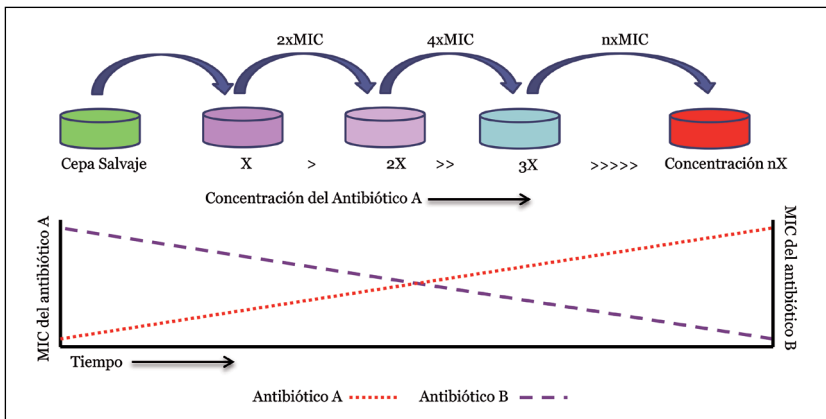 2xMIC 4xMIC nxMIC
Cepa Salvaje X > 2X >> 3X >>>>> Concentración nX
Concentración del Antibiótico A
MIC del antibiótico A
MIC del antibiótico B
Tiempo
Antibiótico A Antibiótico B